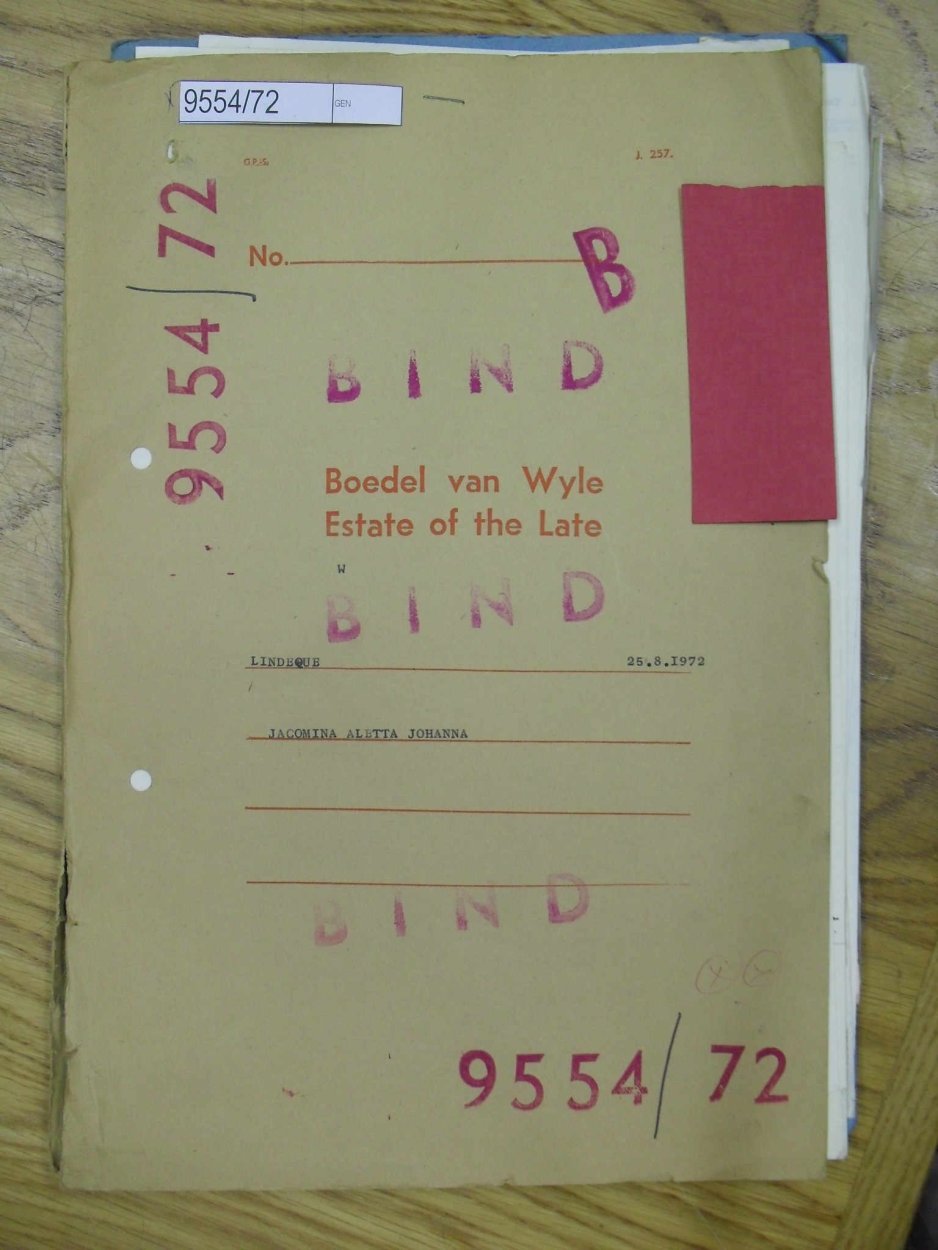 9554/72 GEN
G.P.-S. J. 257.
9554/72
No. B
BIND
Boedel van Wyle
Estate of the Late
W
BIND
LINDEQUE 25.8.1972
JACOMINA ALETTA JOHANNA
BIND
9554/72